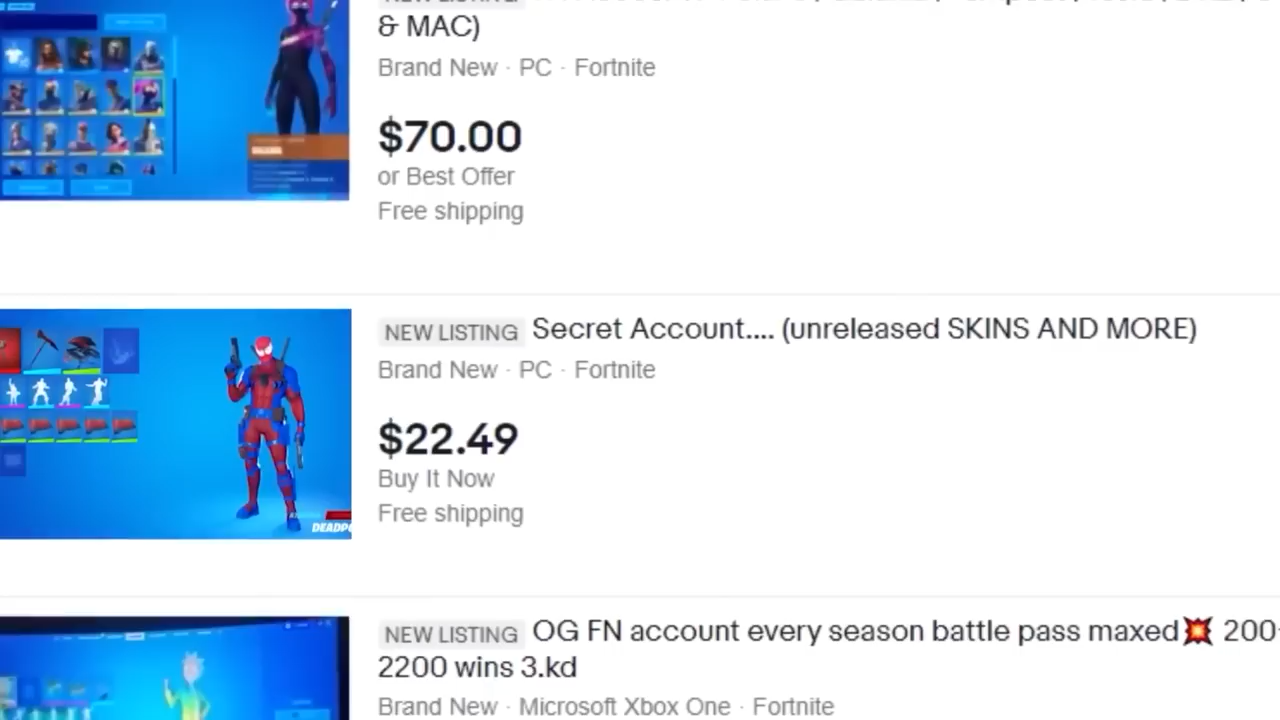 & MAC)
Brand New · PC · Fortnite
$70.00
or Best Offer
Free shipping
NEW LISTING Secret Account.... (unreleased SKINS AND MORE)
Brand New · PC · Fortnite
$22.49
Buy It Now
Free shipping
DEADPO
NEW LISTING OG FN account every season battle pass maxed💥 200
2200 wins 3.kd
Brand New · Microsoft Xbox One · Fortnite